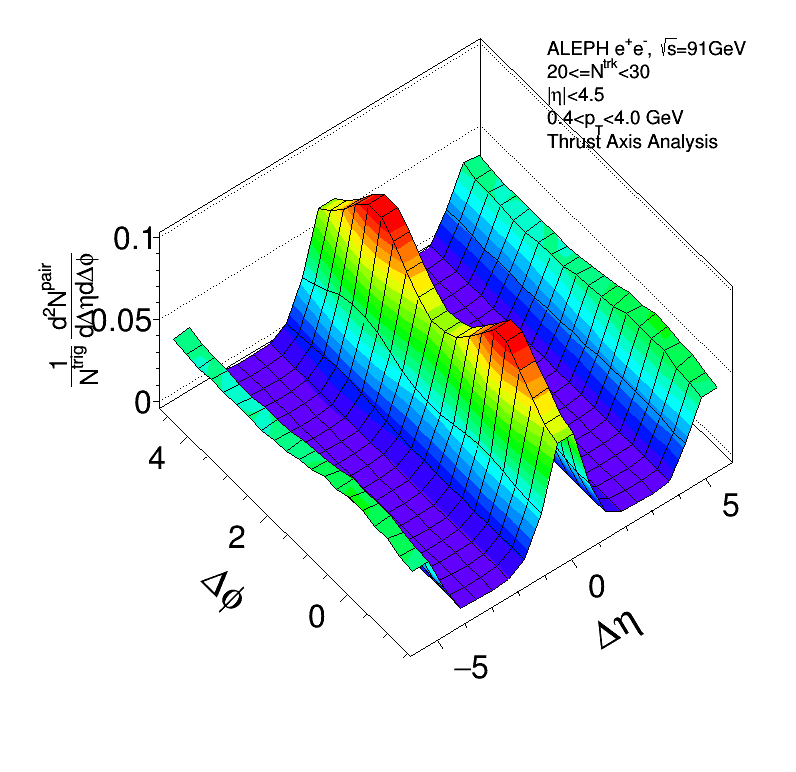 ALEPH e⁺e⁻, √s=91GeV
20<=N^trk<30
|η|<4.5
0.4<p_T<4.0 GeV
Thrust Axis Analysis
1/N^trig d²N^pair/dΔηdΔϕ
0.1
0.05
0
4
2
0
Δϕ
−5
0
5
Δη